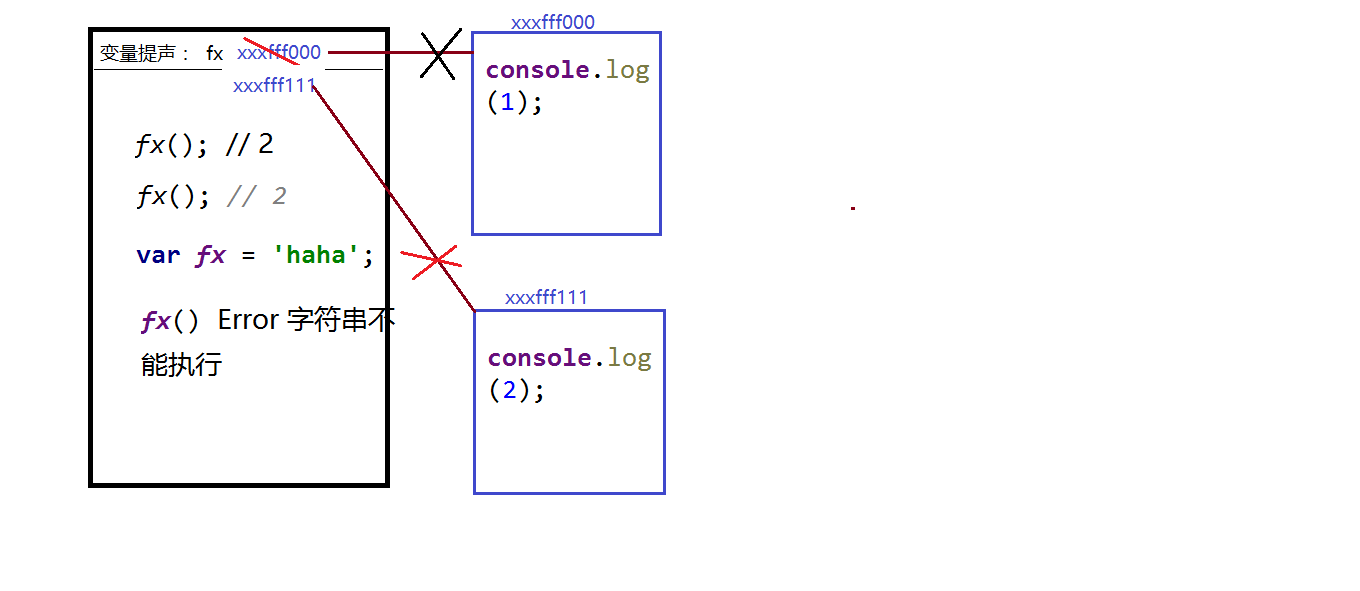 变量提声： fx xxxfff000
xxxfff111
fx(); // 2
fx(); // 2
var fx = 'haha';
fx() Error 字符串不
能执行
xxxfff000
console.log
(1);
xxxfff111
console.log
(2);